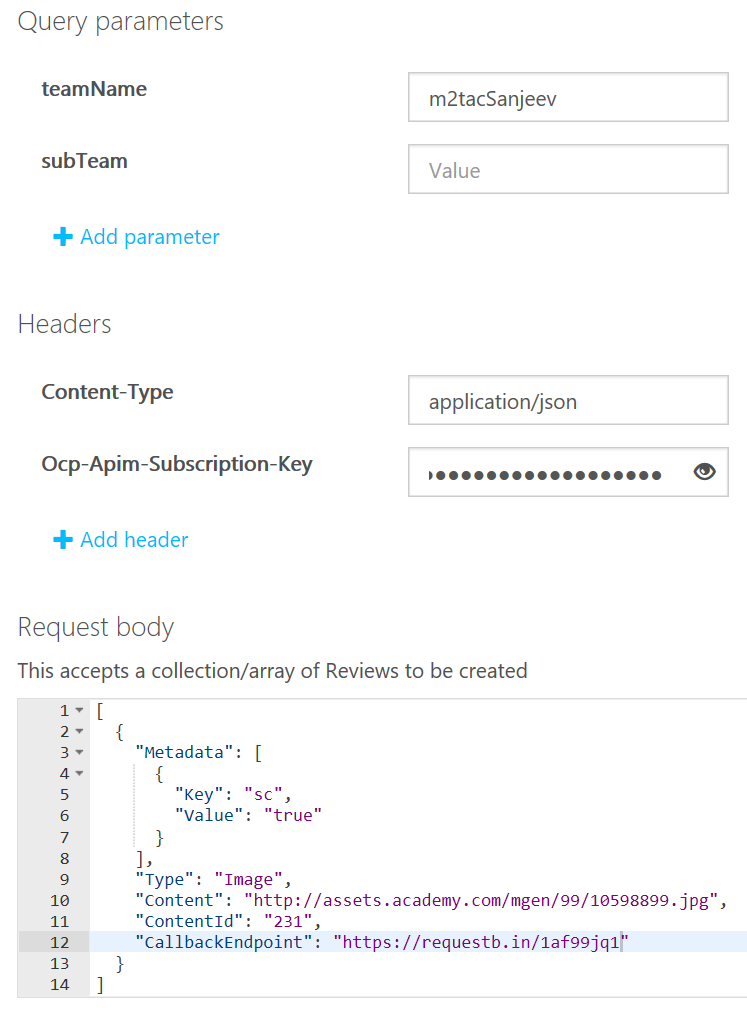 Query parameters
teamName
m2tacSanjeev
subTeam
Value
Add parameter
Headers
Content-Type
application/json
Ocp-Apim-Subscription-Key
Add header
Request body
This accepts a collection/array of Reviews to be created
1 [
2 {
3 "Metadata": [
4 {
5 "Key": "sc",
6 "Value": "true"
7 }
8 ],
9 "Type": "Image",
10 "Content": "http://assets.academy.com/mgen/99/10598899.jpg",
11 "ContentId": "231",
12 "CallbackEndpoint": "https://requestb.in/1af99jq1"
13 }
14 ]